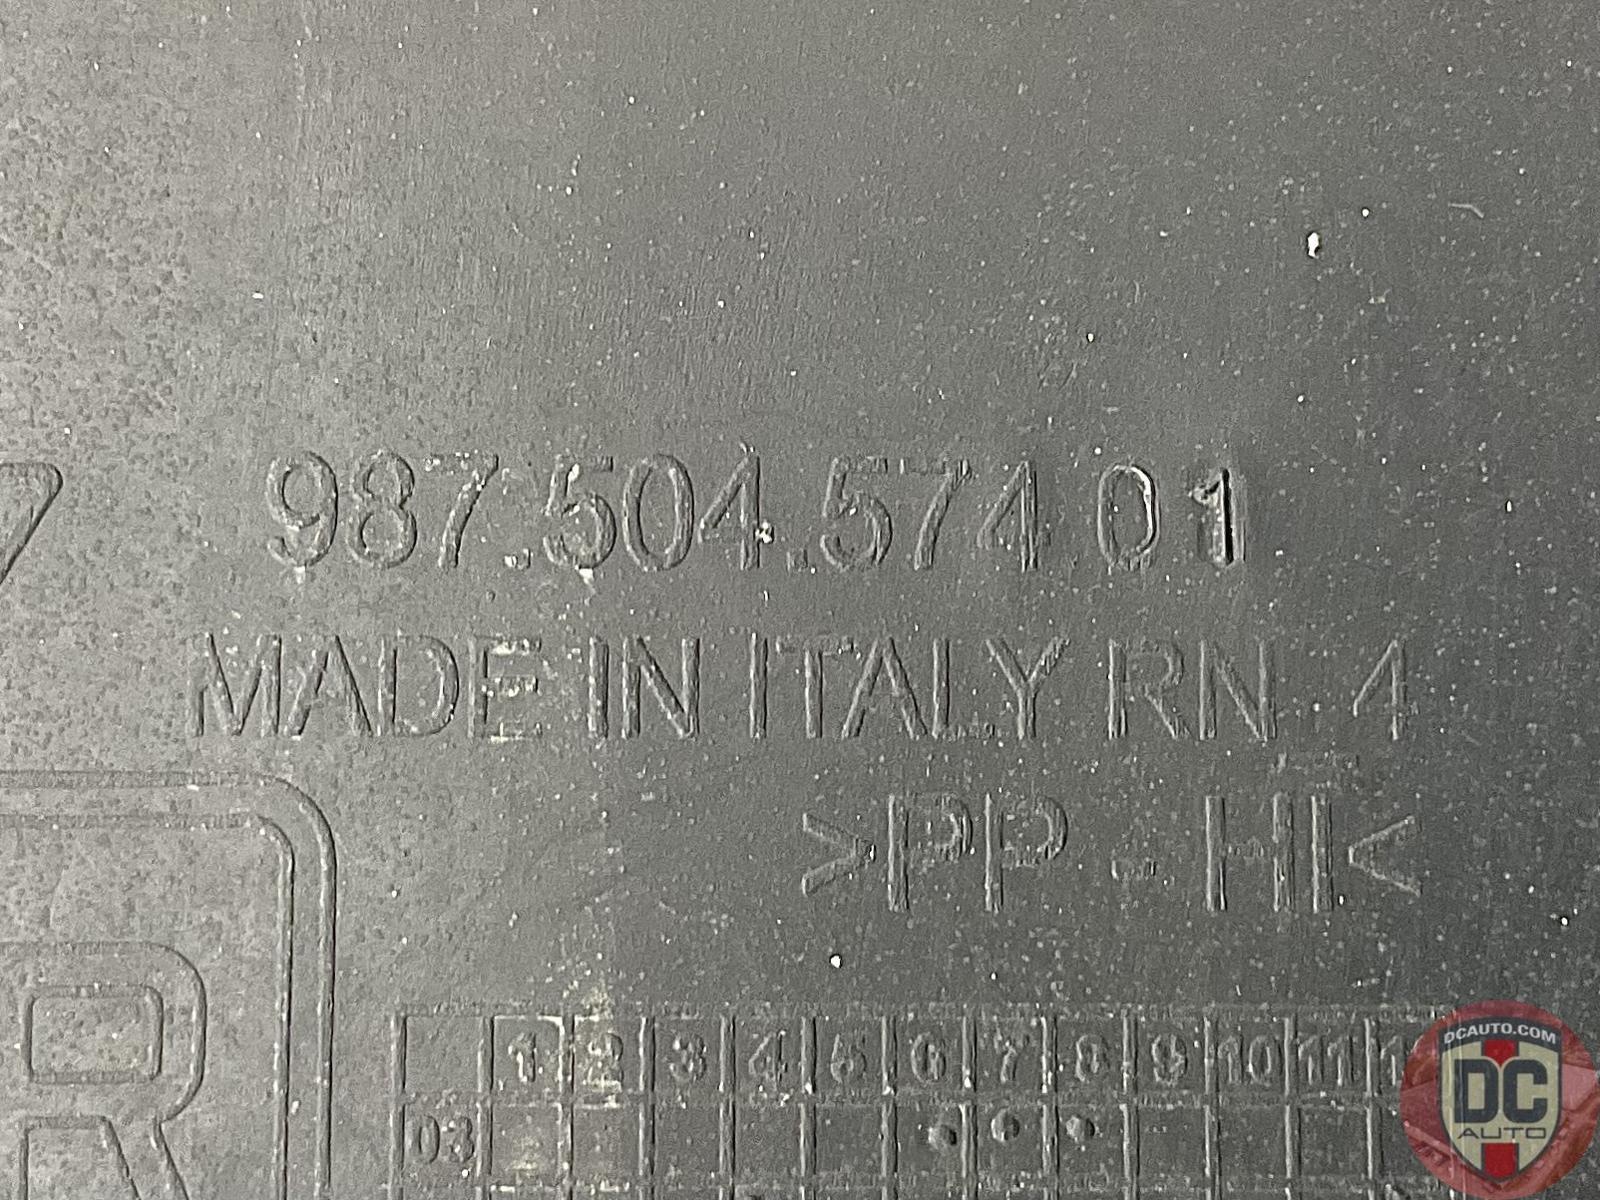 7
987.504.574 01
MADE IN ITALY RN 4
>PP - HI<
R
1 2 3 4 5 6 7 8 9 10 11
03
DCAUTO.COM
DC
AUTO